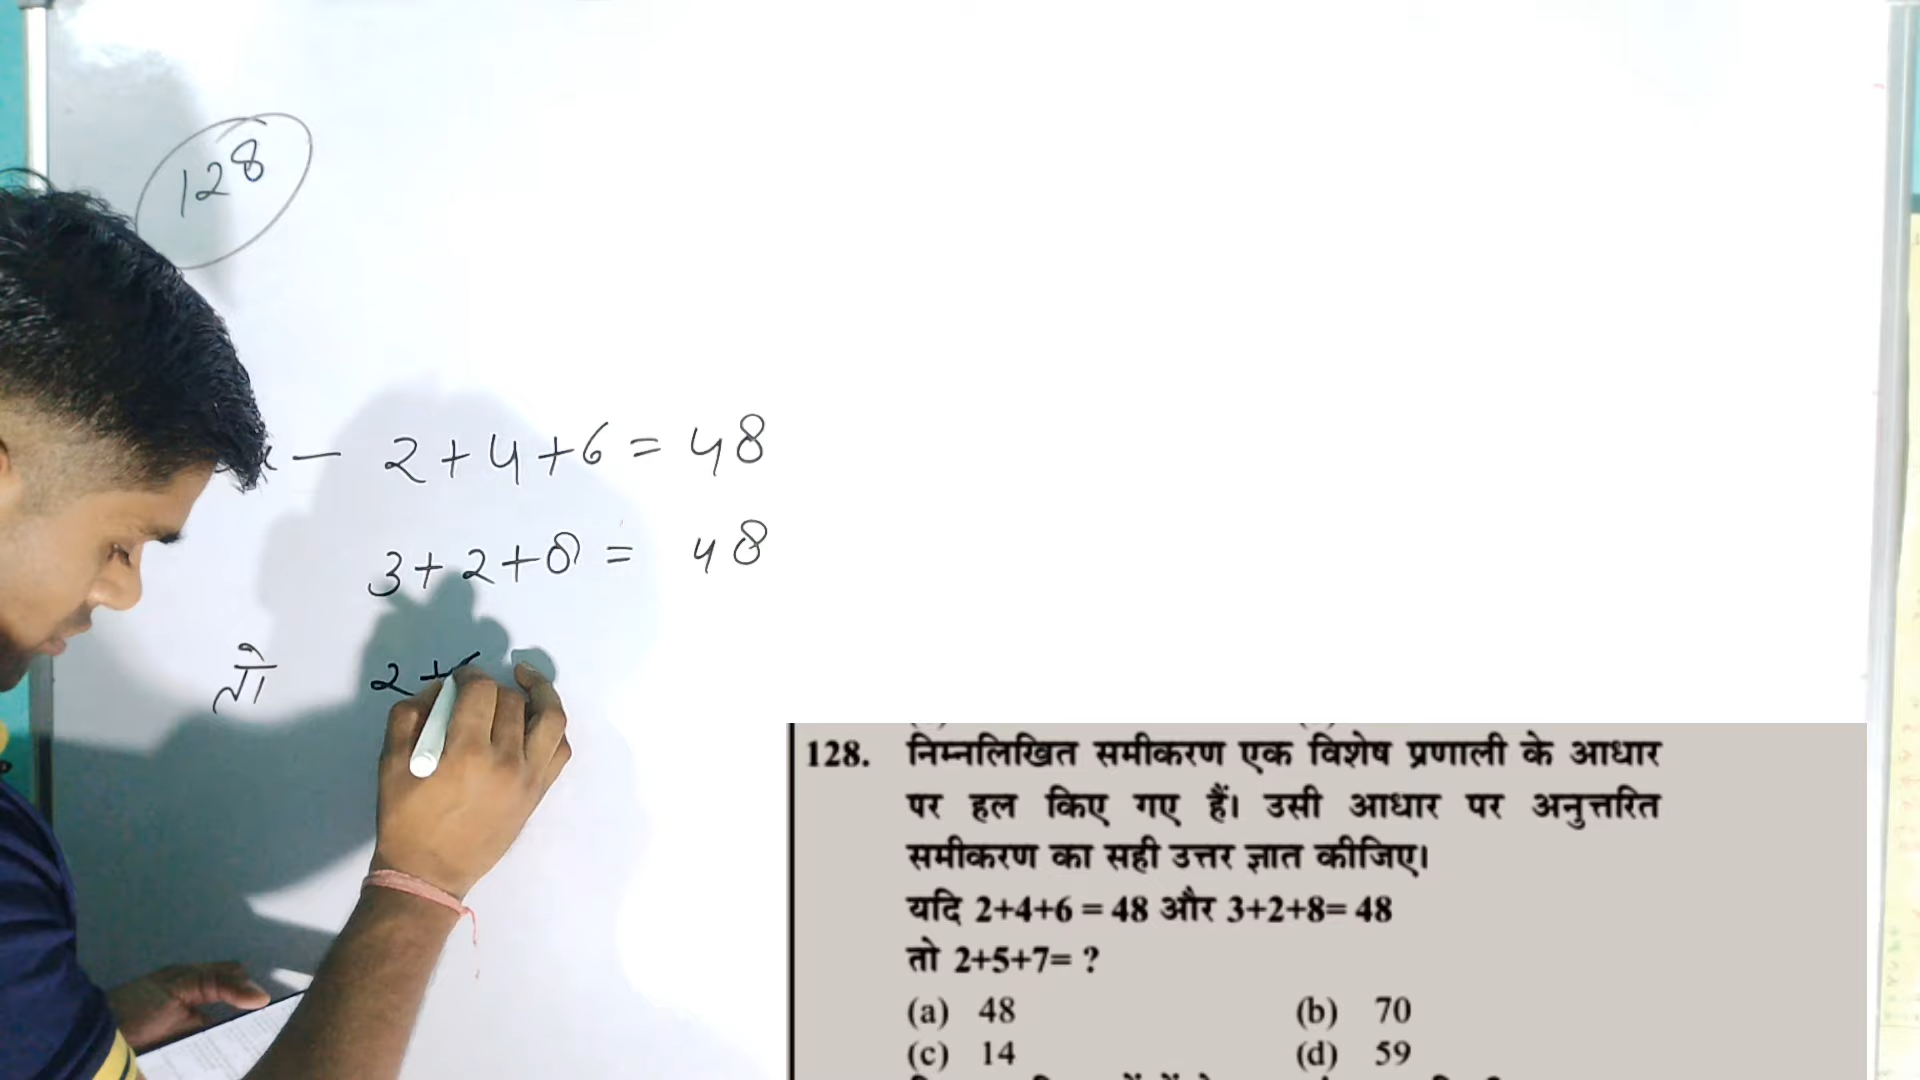 128
2+4+6 = 48
3+2+8 = 48
तो 2+
128. निम्नलिखित समीकरण एक विशेष प्रणाली के आधार
पर हल किए गए हैं। उसी आधार पर अनुत्तरित
समीकरण का सही उत्तर ज्ञात कीजिए।
यदि 2+4+6 = 48 और 3+2+8= 48
तो 2+5+7= ?
(a) 48 (b) 70
(c) 14 (d) 59